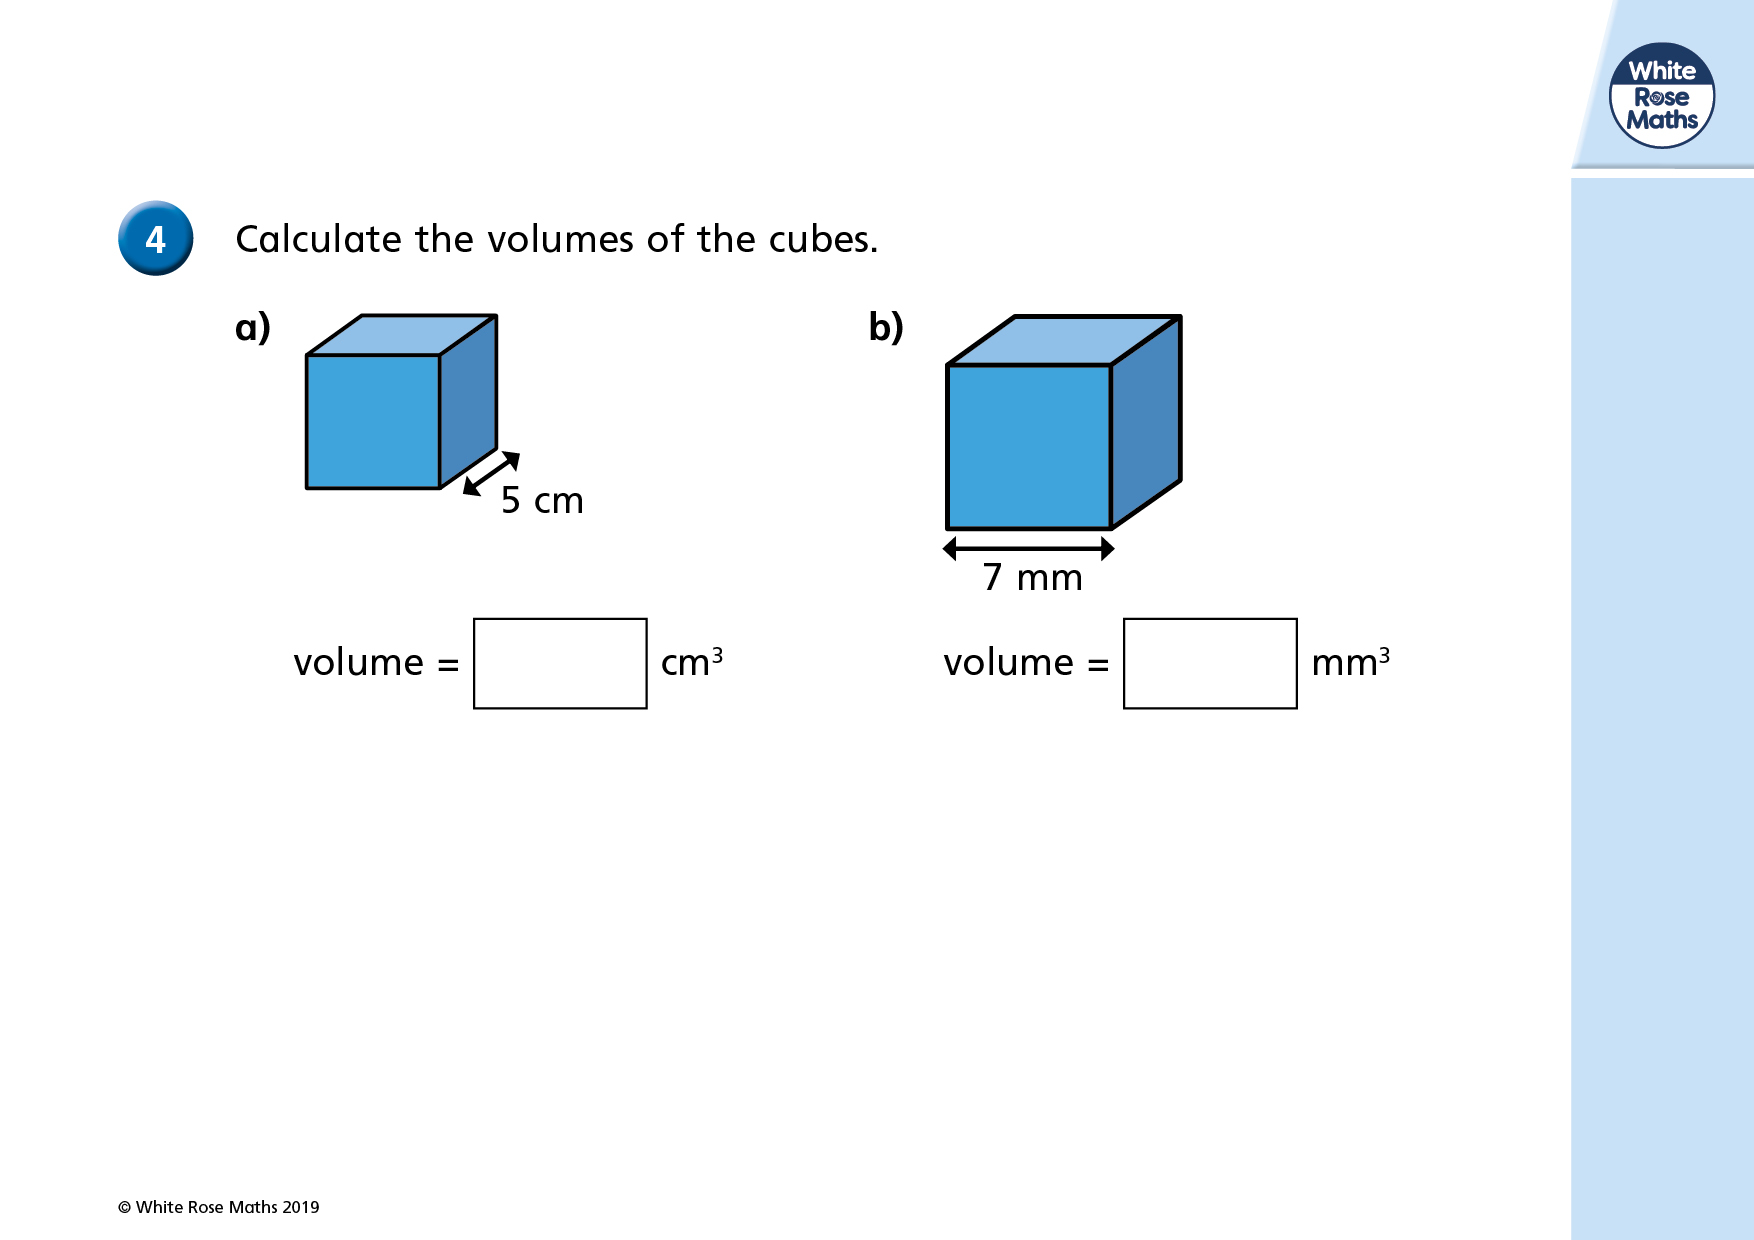 White
Rose
Maths
4 Calculate the volumes of the cubes.
a)
b)
5 cm
7 mm
volume = cm³
volume = mm³
© White Rose Maths 2019